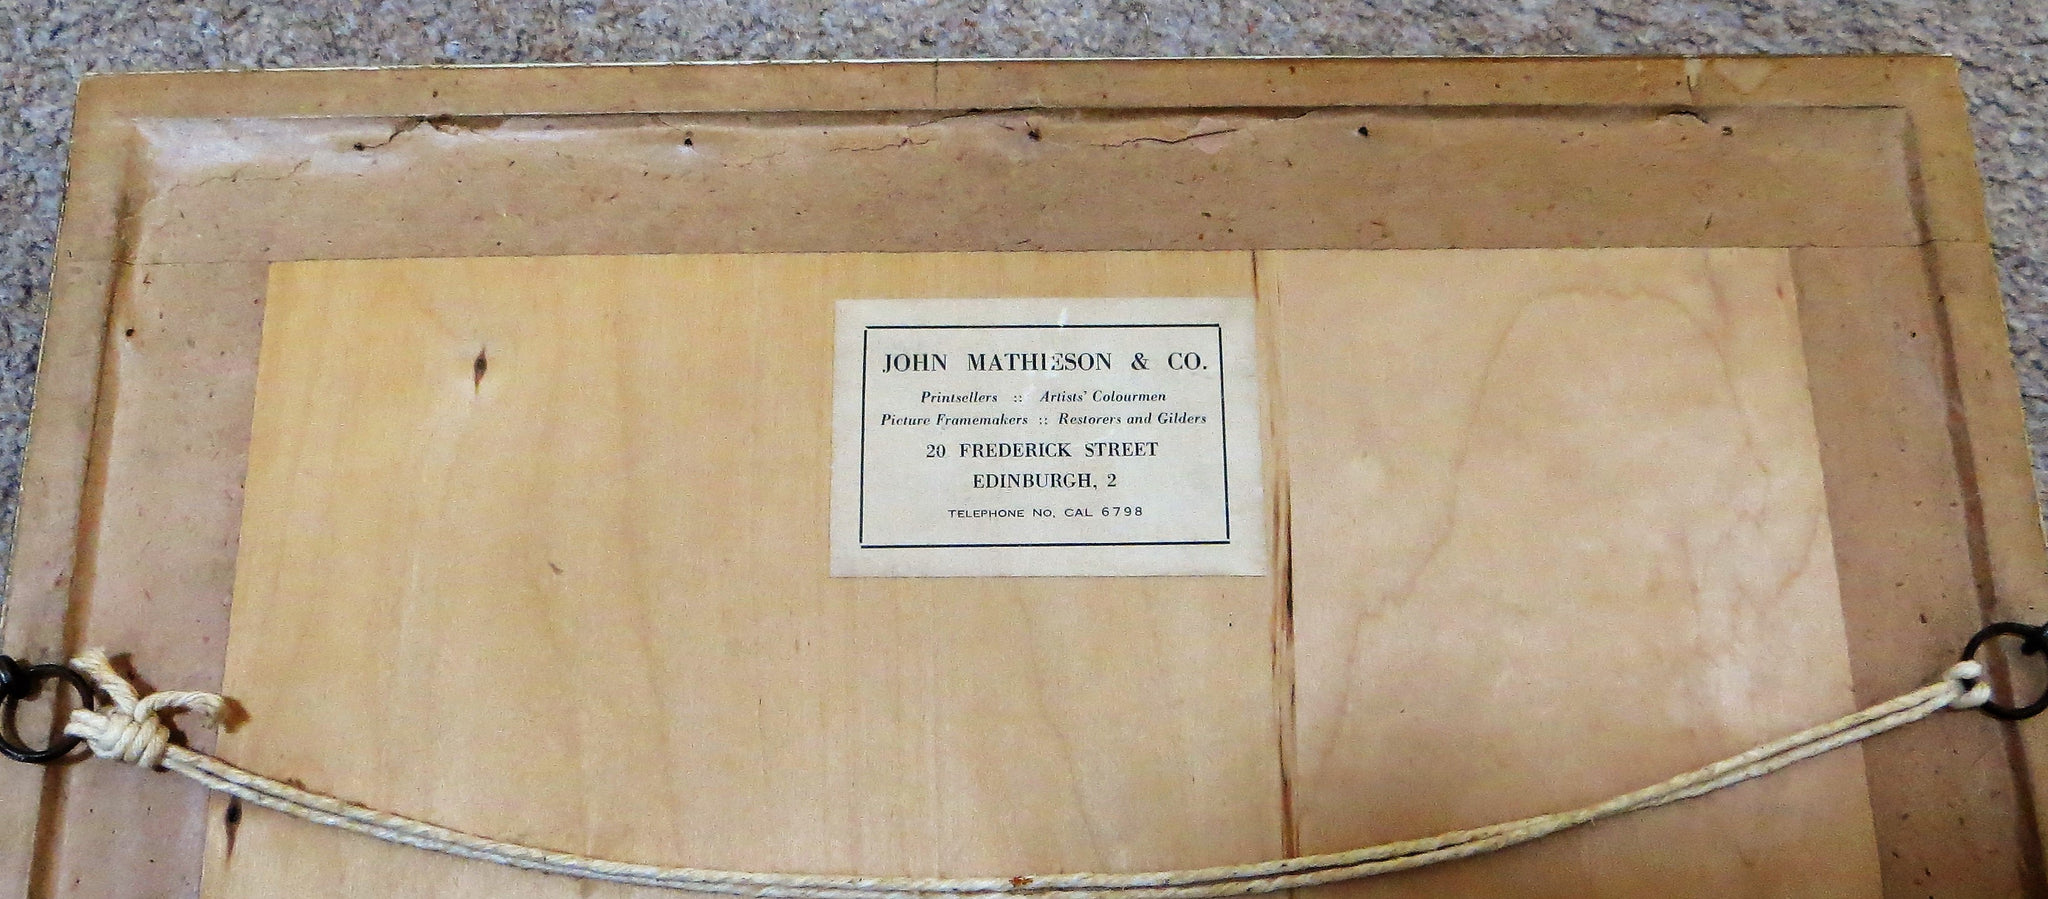 JOHN MATHIESON & CO.
Printsellers :: Artists' Colourmen
Picture Framemakers :: Restorers and Gilders
20 FREDERICK STREET
EDINBURGH, 2
TELEPHONE NO. CAL 6798